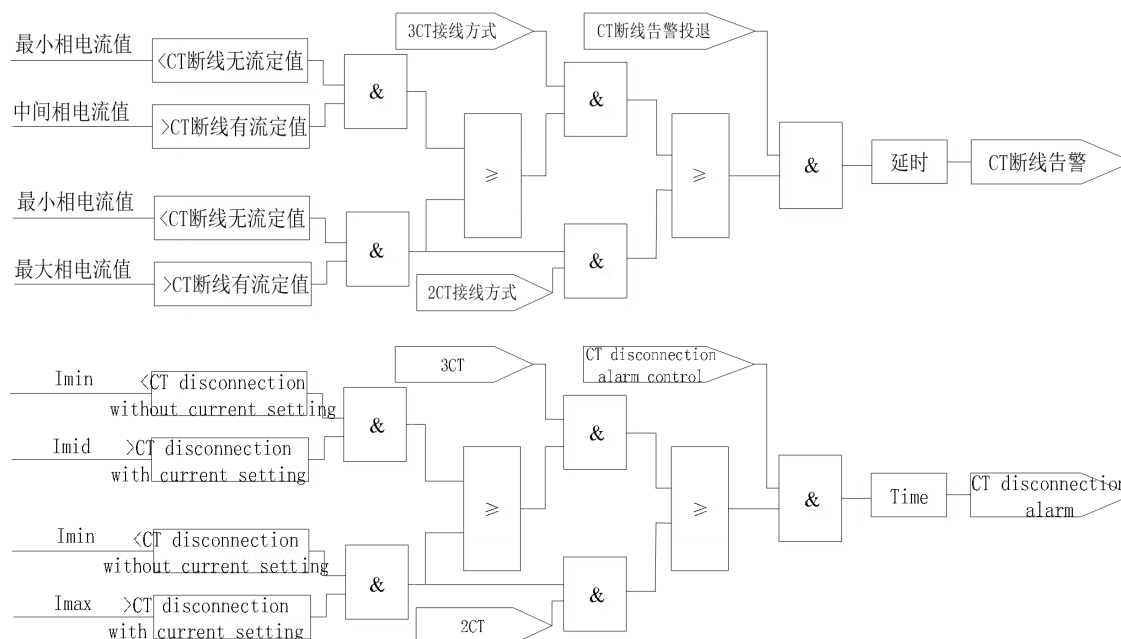 3CT接线方式
CT断线告警投退
最小相电流值
<CT断线无流定值
&
&
中间相电流值
>CT断线有流定值
≥
≥
&
延时
CT断线告警
最小相电流值
<CT断线无流定值
&
&
最大相电流值
>CT断线有流定值
2CT接线方式
3CT
CT disconnection
alarm control
Imin
<CT disconnection
without current setting
&
&
Imid
>CT disconnection
with current setting
≥
≥
&
Time
CT disconnection
alarm
Imin
<CT disconnection
without current setting
&
&
Imax
>CT disconnection
with current setting
2CT